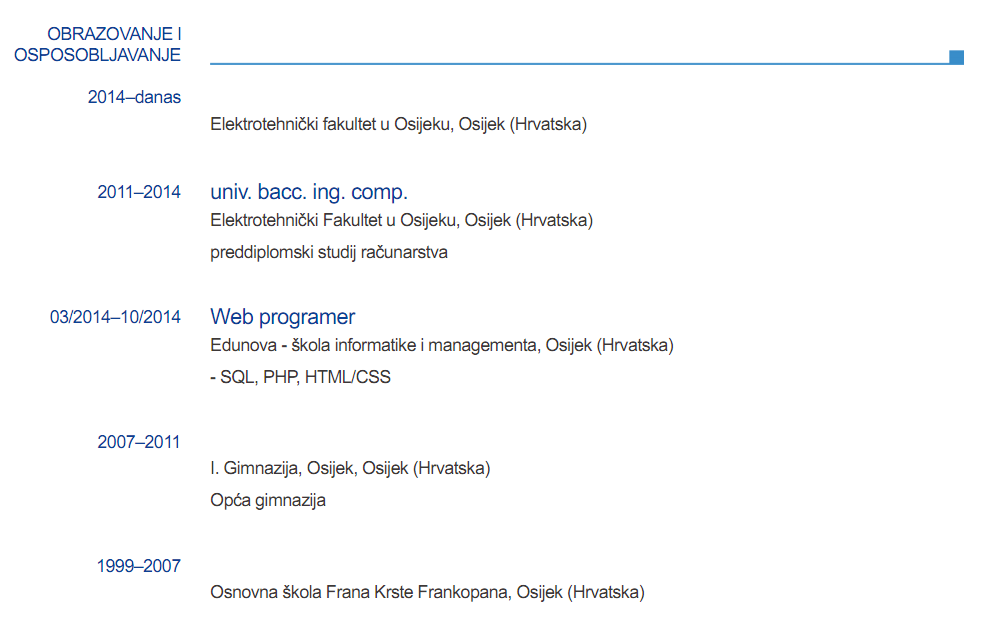 OBRAZOVANJE I
OSPOSOBLJAVANJE
2014–danas
Elektrotehnički fakultet u Osijeku, Osijek (Hrvatska)
2011–2014
univ. bacc. ing. comp.
Elektrotehnički Fakultet u Osijeku, Osijek (Hrvatska)
preddiplomski studij računarstva
03/2014–10/2014
Web programer
Edunova - škola informatike i managementa, Osijek (Hrvatska)
- SQL, PHP, HTML/CSS
2007–2011
I. Gimnazija, Osijek, Osijek (Hrvatska)
Opća gimnazija
1999–2007
Osnovna škola Frana Krste Frankopana, Osijek (Hrvatska)